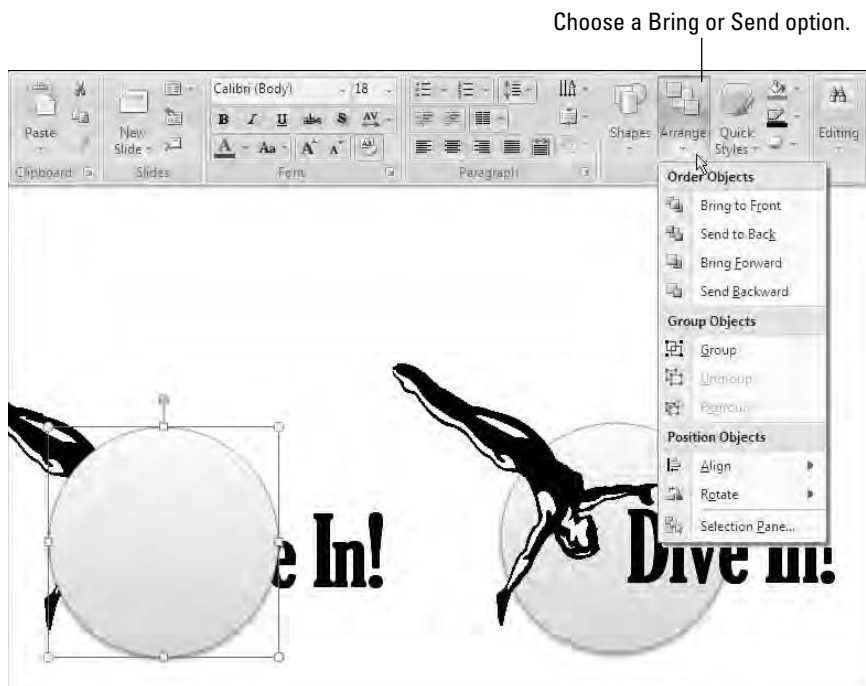 Choose a Bring or Send option.
Calibri (Body) 18
B I U abc S AV
A Aa A A
Paste
New
Slide
Shapes Arrange Quick
Styles
Editing
Clipboard Slides Font Paragraph
Order Objects
Bring to Front
Send to Back
Bring Forward
Send Backward
Group Objects
Group
Ungroup
Regroup
Position Objects
Align
Rotate
Selection Pane...
e In!
Dive In!